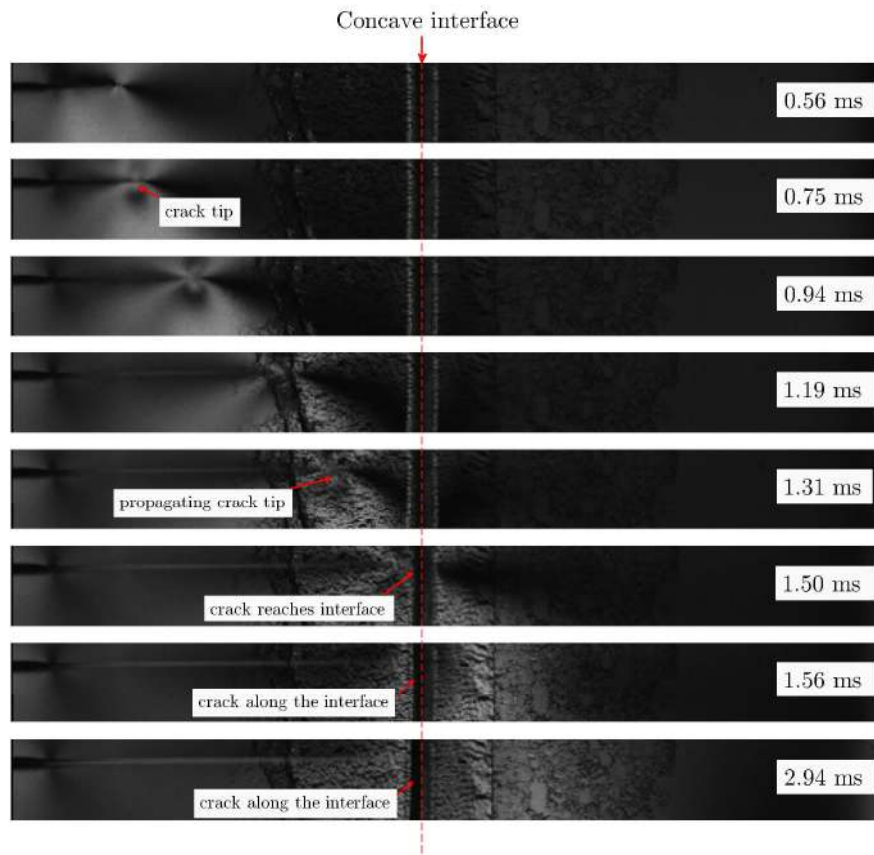 Concave interface
0.56 ms
0.75 ms
crack tip
0.94 ms
1.19 ms
1.31 ms
propagating crack tip
1.50 ms
crack reaches interface
1.56 ms
crack along the interface
2.94 ms
crack along the interface